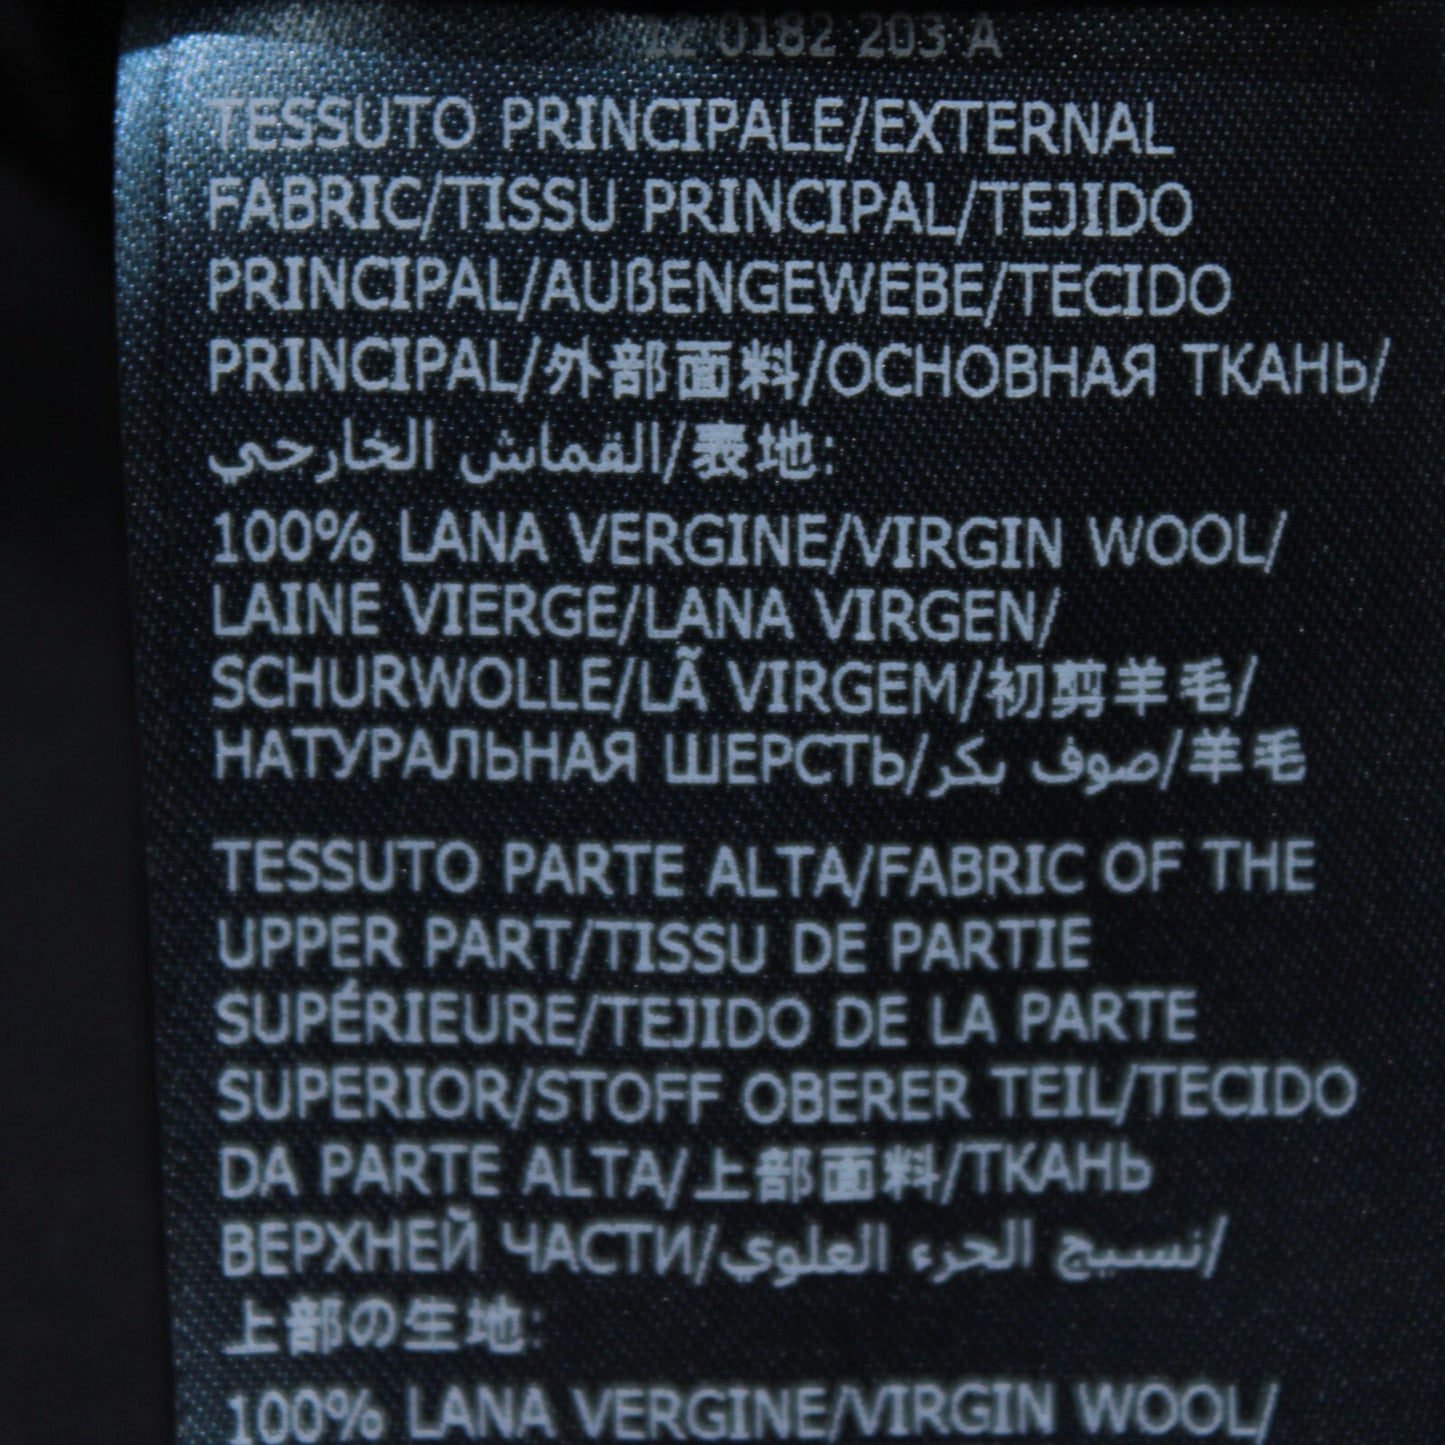 12 0182 203 A
TESSUTO PRINCIPALE/EXTERNAL
FABRIC/TISSU PRINCIPAL/TEJIDO
PRINCIPAL/AUßENGEWEBE/TECIDO
PRINCIPAL/外部面料/ОСНОВНАЯ ТКАНЬ/
القماش الخارجي/表地:
100% LANA VERGINE/VIRGIN WOOL/
LAINE VIERGE/LANA VIRGEN/
SCHURWOLLE/LÃ VIRGEM/初剪羊毛/
НАТУРАЛЬНАЯ ШЕРСТЬ/صوف بكر/羊毛
TESSUTO PARTE ALTA/FABRIC OF THE
UPPER PART/TISSU DE PARTIE
SUPÉRIEURE/TEJIDO DE LA PARTE
SUPERIOR/STOFF OBERER TEIL/TECIDO
DA PARTE ALTA/上部面料/ТКАНЬ
ВЕРХНЕЙ ЧАСТИ/نسيج الجزء العلوي/
上部の生地:
100% LANA VERGINE/VIRGIN WOOL/